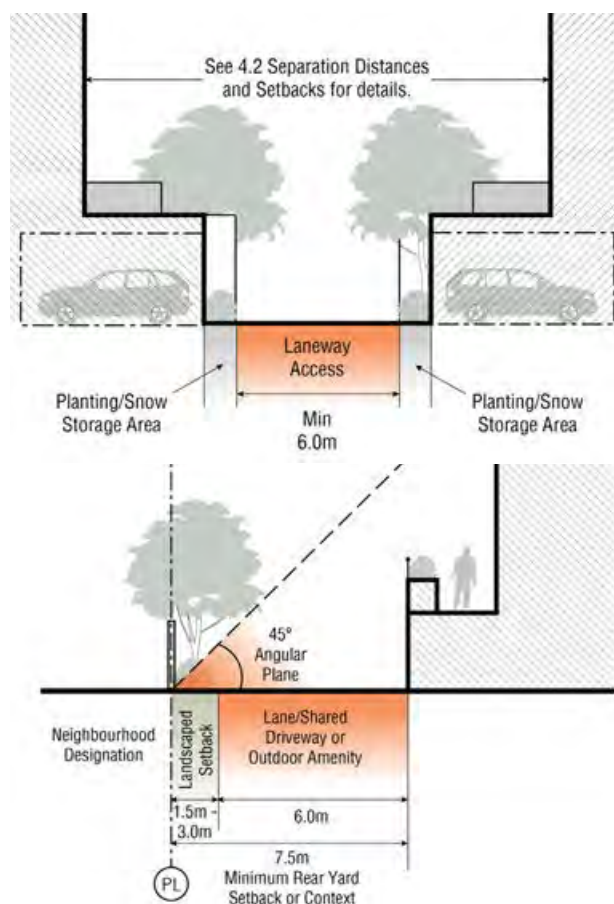 See 4.2 Separation Distances
and Setbacks for details.
Laneway
Access
Planting/Snow
Storage Area
Min
6.0m
Planting/Snow
Storage Area
45º
Angular
Plane
Neighbourhood
Designation
Landscaped
Setback
Lane/Shared
Driveway or
Outdoor Amenity
1.5m -
3.0m
6.0m
7.5m
Minimum Rear Yard
Setback or Context
PL